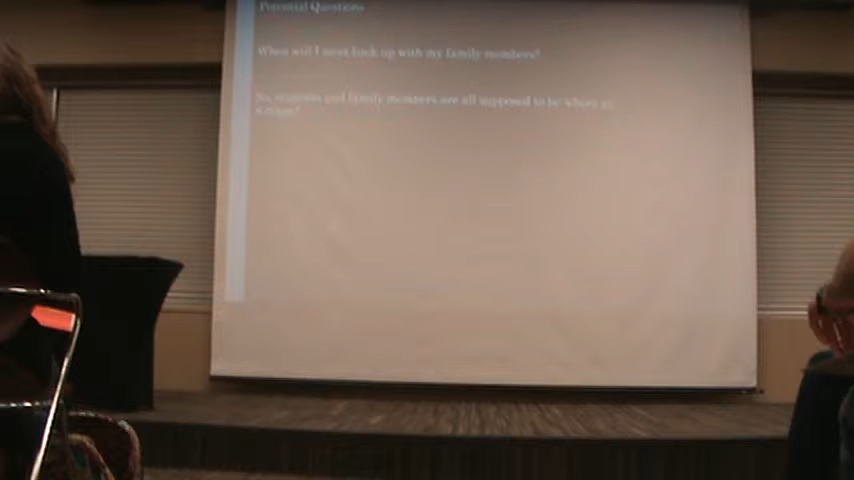 Potential Questions
When will I meet back up with my family members?
So, students and family members are all supposed to be where at